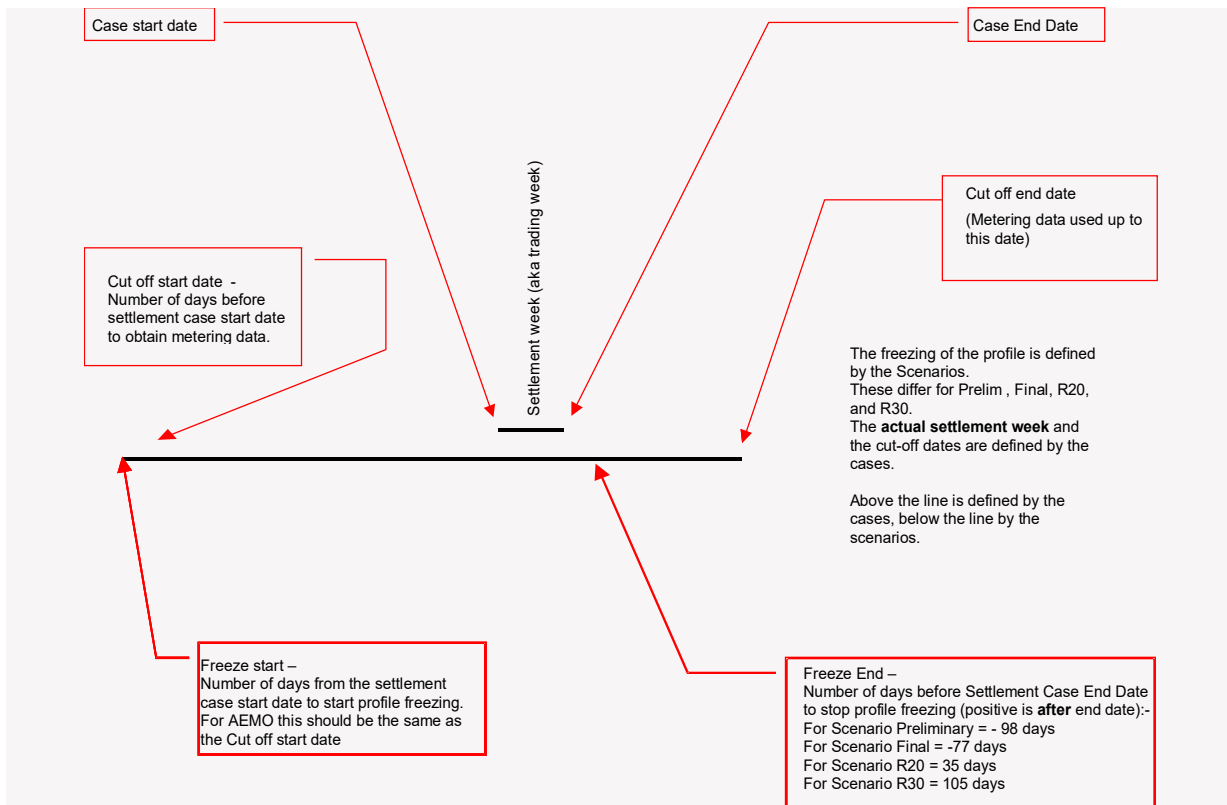 Case start date
Case End Date
Settlement week (aka trading week)
Cut off end date
(Metering data used up to
this date)
Cut off start date -
Number of days before
settlement case start date
to obtain metering data.
The freezing of the profile is defined
by the Scenarios.
These differ for Prelim , Final, R20,
and R30.
The actual settlement week and
the cut-off dates are defined by the
cases.
Above the line is defined by the
cases, below the line by the
scenarios.
Freeze start –
Number of days from the settlement
case start date to start profile freezing.
For AEMO this should be the same as
the Cut off start date
Freeze End –
Number of days before Settlement Case End Date
to stop profile freezing (positive is after end date):-
For Scenario Preliminary = - 98 days
For Scenario Final = -77 days
For Scenario R20 = 35 days
For Scenario R30 = 105 days